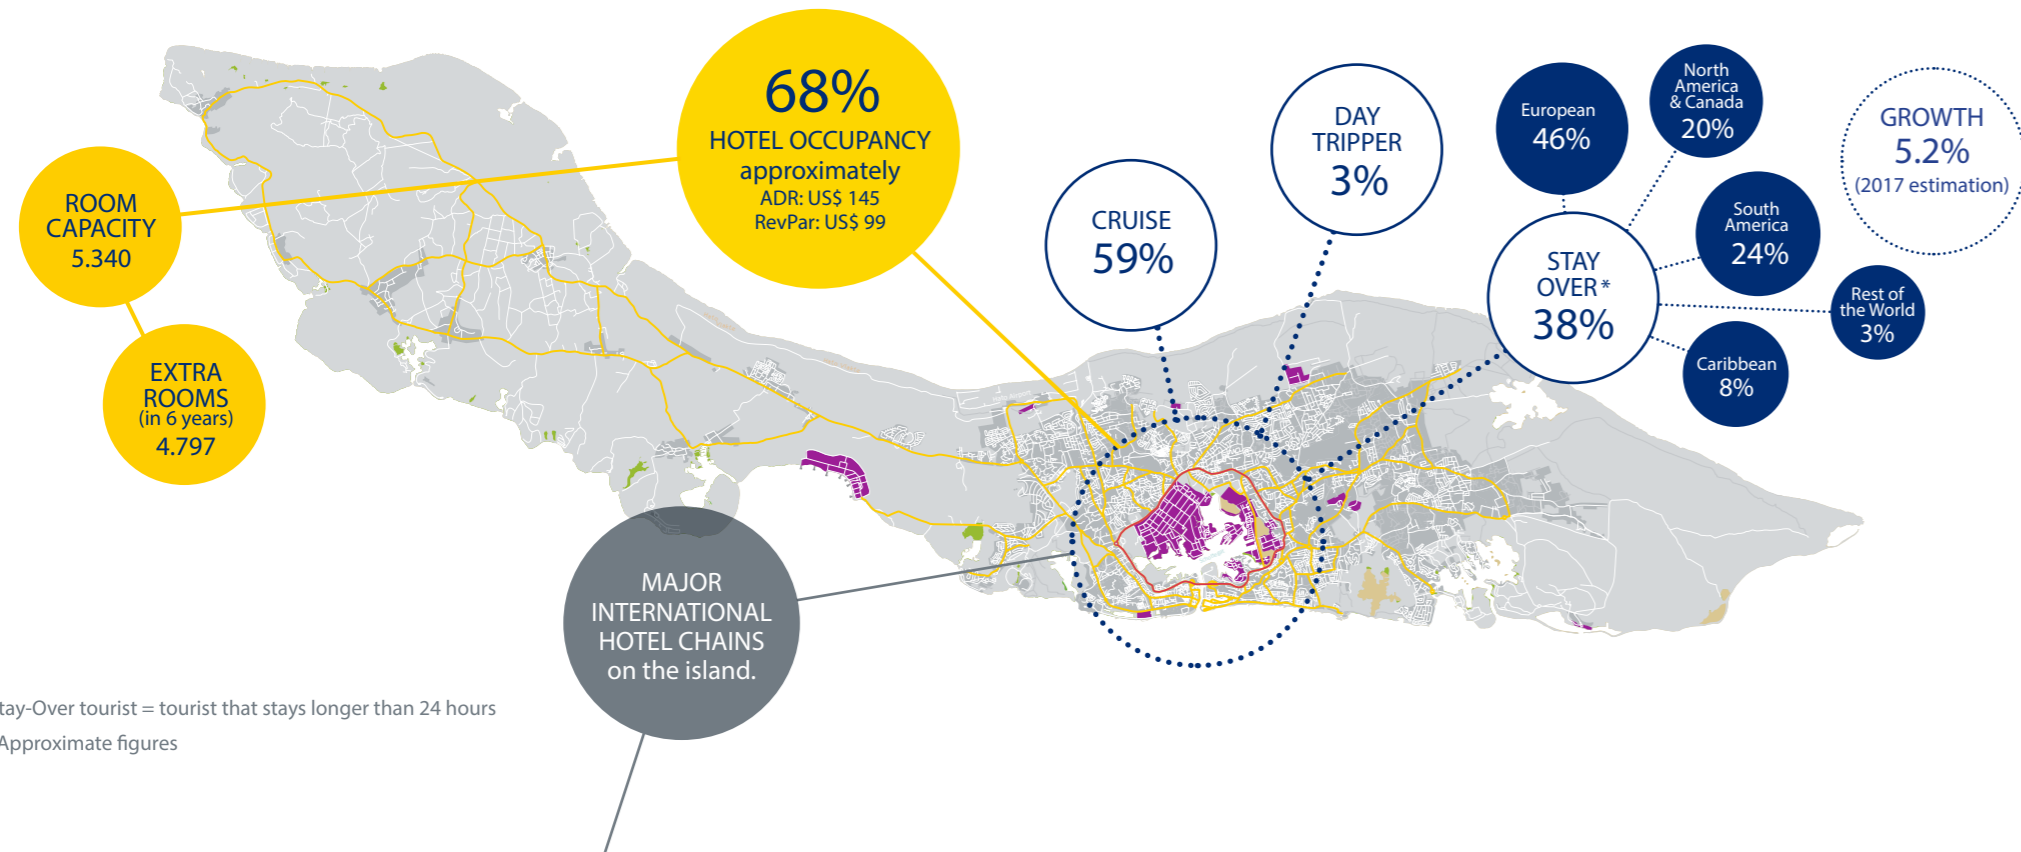 68%
HOTEL OCCUPANCY
approximately
ADR: US$ 145
RevPar: US$ 99
ROOM
CAPACITY
5.340
EXTRA
ROOMS
(in 6 years)
4.797
CRUISE
59%
DAY
TRIPPER
3%
STAY
OVER*
38%
European
46%
North
America
& Canada
20%
South
America
24%
Rest of
the World
3%
Caribbean
8%
GROWTH
5.2%
(2017 estimation)
MAJOR
INTERNATIONAL
HOTEL CHAINS
on the island.
tay-Over tourist = tourist that stays longer than 24 hours
Approximate figures